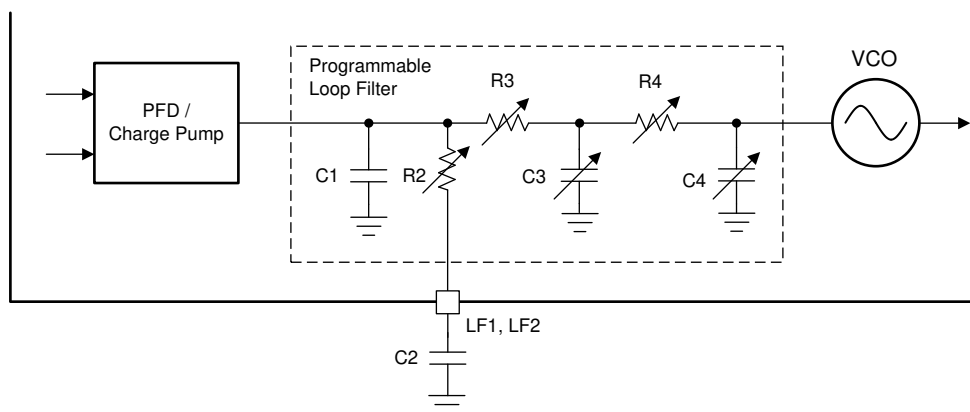 Programmable
Loop Filter
VCO
R3
R4
PFD /
Charge Pump
C1
R2
C3
C4
LF1, LF2
C2